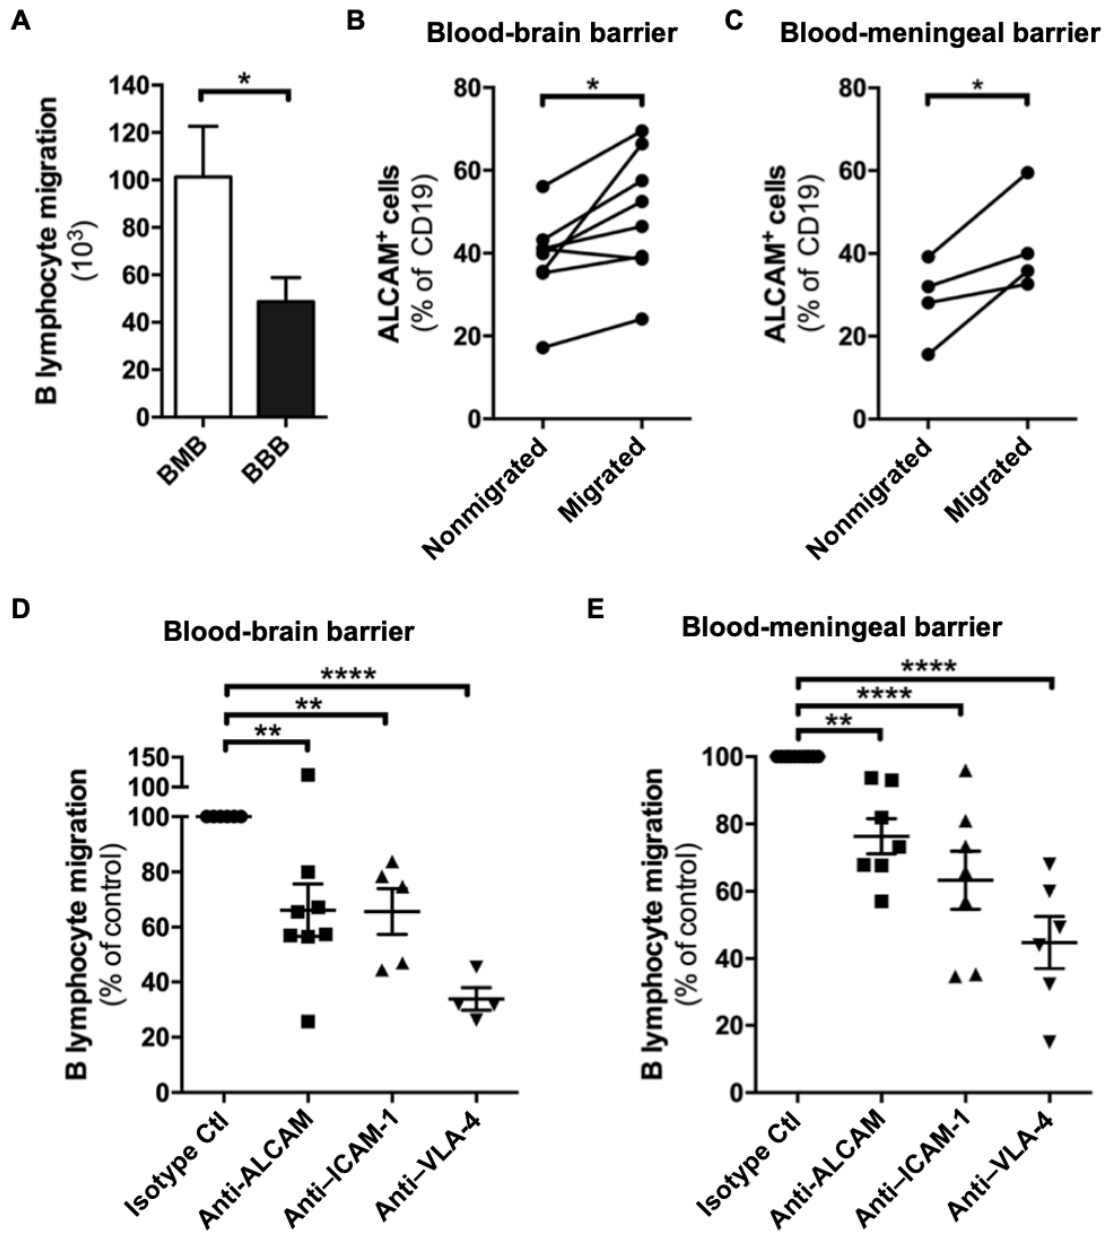 A
B lymphocyte migration
(10³)
140
120
100
80
60
40
20
0
*
BMB
BBB
B
Blood-brain barrier
ALCAM⁺ cells
(% of CD19)
80
60
40
20
0
*
Nonmigrated
Migrated
C
Blood-meningeal barrier
ALCAM⁺ cells
(% of CD19)
80
60
40
20
0
*
Nonmigrated
Migrated
D
Blood-brain barrier
B lymphocyte migration
(% of control)
****
**
**
150
100
100
80
60
40
20
0
Isotype Ctl
Anti-ALCAM
Anti–ICAM-1
Anti–VLA-4
E
Blood-meningeal barrier
B lymphocyte migration
(% of control)
****
****
**
100
80
60
40
20
0
Isotype Ctl
Anti-ALCAM
Anti–ICAM-1
Anti–VLA-4